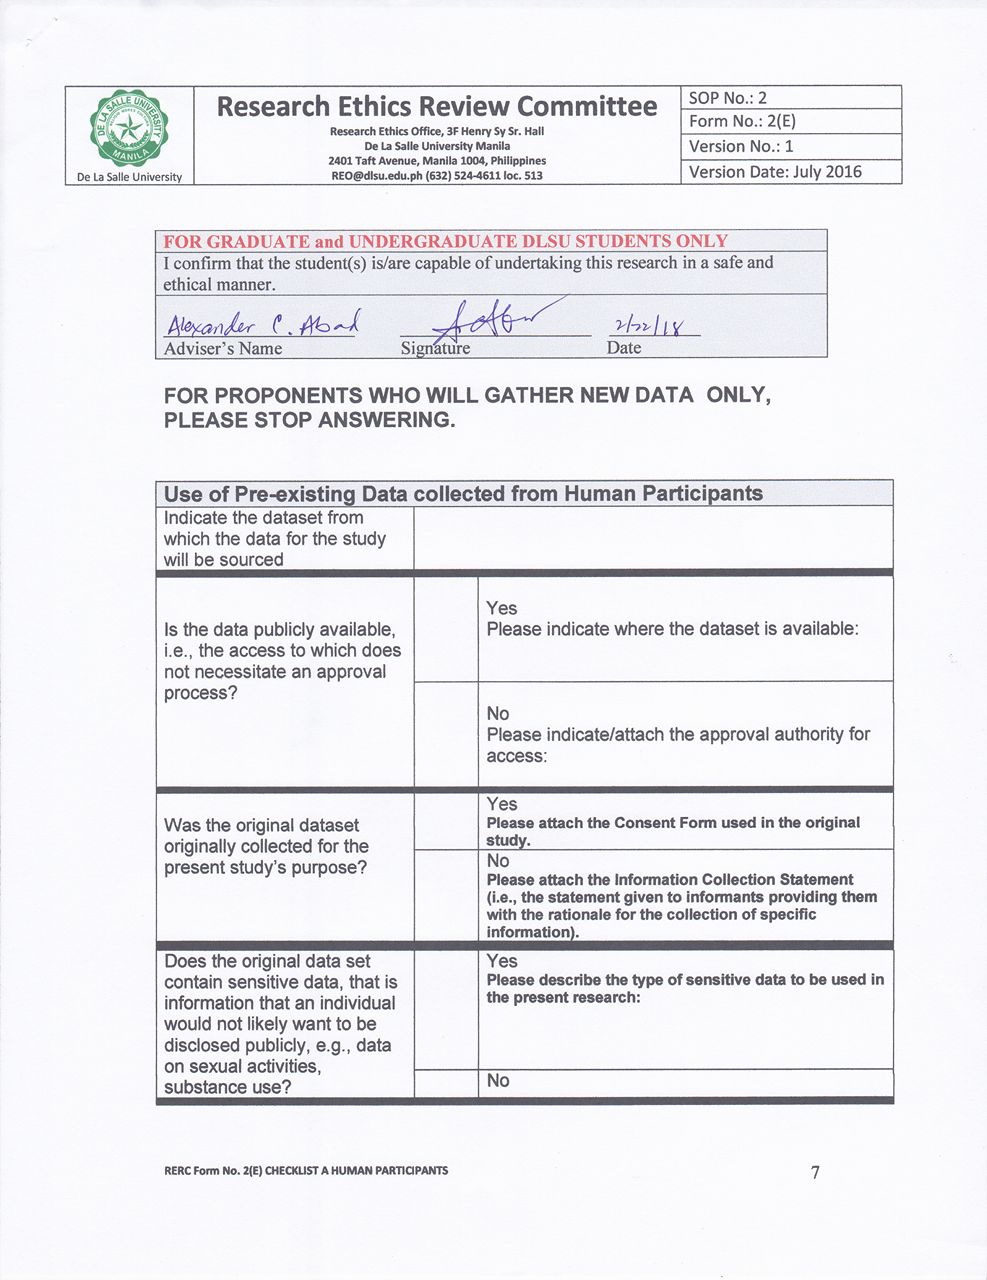 DE LA SALLE UNIVERSITY
MANILA
De La Salle University
Research Ethics Review Committee
Research Ethics Office, 3F Henry Sy Sr. Hall
De La Salle University Manila
2401 Taft Avenue, Manila 1004, Philippines
REO@dlsu.edu.ph (632) 524-4611 loc. 513
SOP No.: 2
Form No.: 2(E)
Version No.: 1
Version Date: July 2016
FOR GRADUATE and UNDERGRADUATE DLSU STUDENTS ONLY
I confirm that the student(s) is/are capable of undertaking this research in a safe and
ethical manner.
Alexander C. Abad 2/22/18
Adviser's Name Signature Date
FOR PROPONENTS WHO WILL GATHER NEW DATA ONLY,
PLEASE STOP ANSWERING.
Use of Pre-existing Data collected from Human Participants
Indicate the dataset from
which the data for the study
will be sourced
Is the data publicly available,
i.e., the access to which does
not necessitate an approval
process?
Yes
Please indicate where the dataset is available:
No
Please indicate/attach the approval authority for
access:
Was the original dataset
originally collected for the
present study's purpose?
Yes
Please attach the Consent Form used in the original
study.
No
Please attach the Information Collection Statement
(i.e., the statement given to informants providing them
with the rationale for the collection of specific
information).
Does the original data set
contain sensitive data, that is
information that an individual
would not likely want to be
disclosed publicly, e.g., data
on sexual activities,
substance use?
Yes
Please describe the type of sensitive data to be used in
the present research:
No
RERC Form No. 2(E) CHECKLIST A HUMAN PARTICIPANTS
7